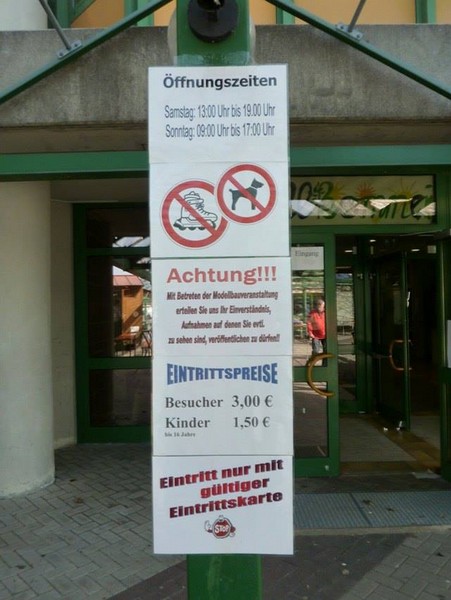 Öffnungszeiten
Samstag: 13:00 Uhr bis 19.00 Uhr
Sonntag: 09:00 Uhr bis 17:00 Uhr
Achtung!!!
Mit Betreten der Modellbauveranstaltung
erteilen Sie uns Ihr Einverständnis,
Aufnahmen auf denen Sie evtl.
zu sehen sind, veröffentlichen zu dürfen!!
Eingang
EINTRITTSPREISE
Besucher 3,00 €
Kinder 1,50 €
bis 16 Jahre
Eintritt nur mit
gültiger
Eintrittskarte
STOP